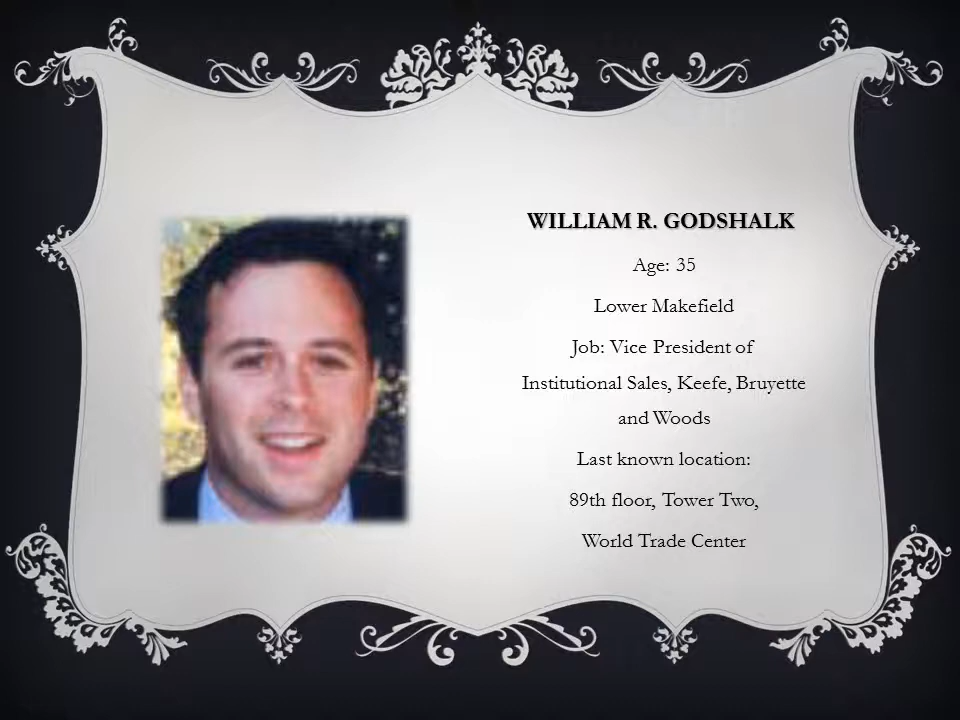 WILLIAM R. GODSHALK
Age: 35
Lower Makefield
Job: Vice President of
Institutional Sales, Keefe, Bruyette
and Woods
Last known location:
89th floor, Tower Two,
World Trade Center